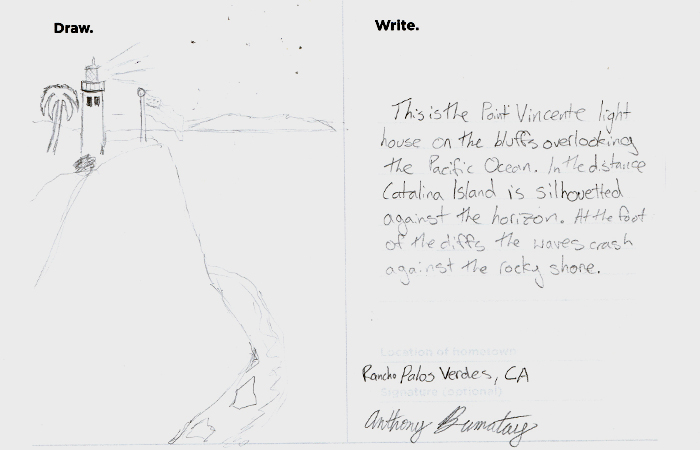 Draw.
Write.
This is the Point Vincente light
house on the bluffs overlooking
the Pacific Ocean. In the distance
Catalina Island is silhouetted
against the horizon. At the foot
of the cliffs the waves crash
against the rocky shore.
Location of hometown
Rancho Palos Verdes, CA
Signature (optional)
Anthony Bumatay